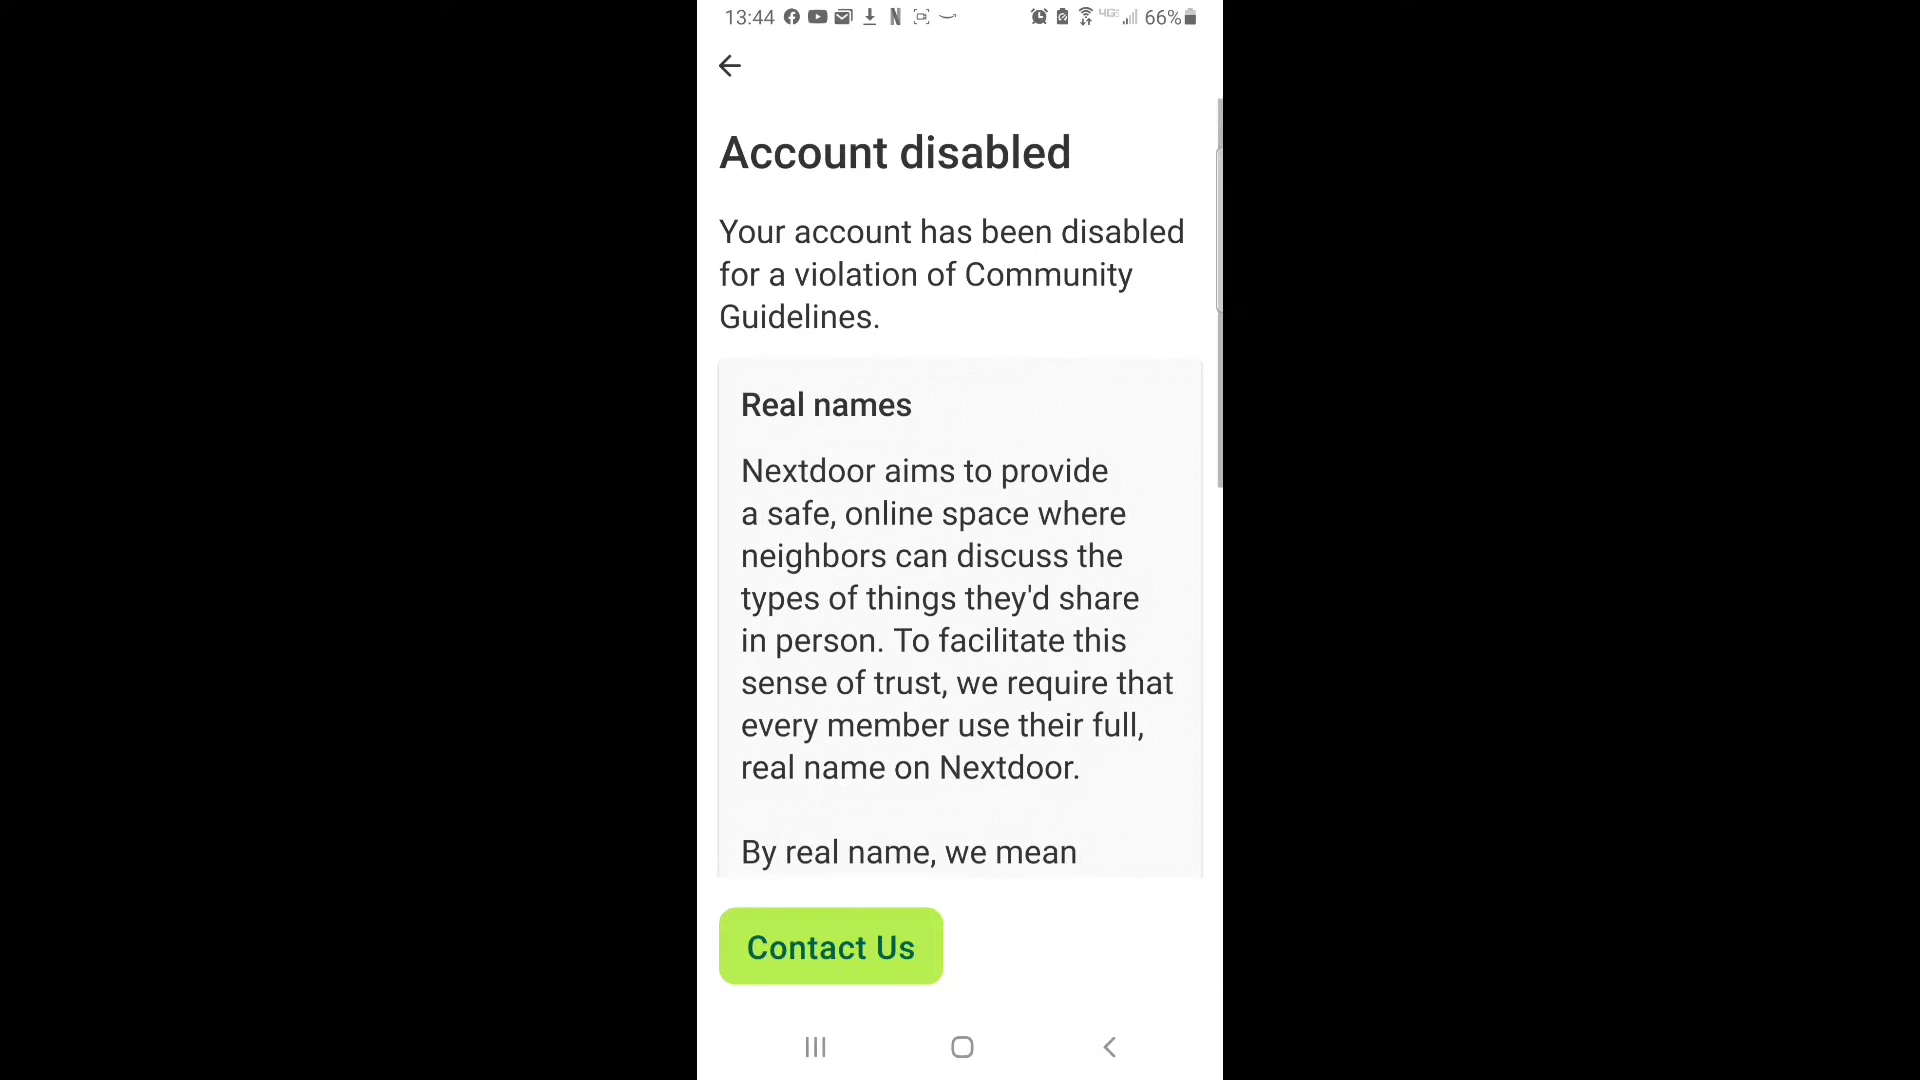 13:44 N 4G 66%
Account disabled
Your account has been disabled
for a violation of Community
Guidelines.
Real names
Nextdoor aims to provide
a safe, online space where
neighbors can discuss the
types of things they'd share
in person. To facilitate this
sense of trust, we require that
every member use their full,
real name on Nextdoor.
By real name, we mean
Contact Us